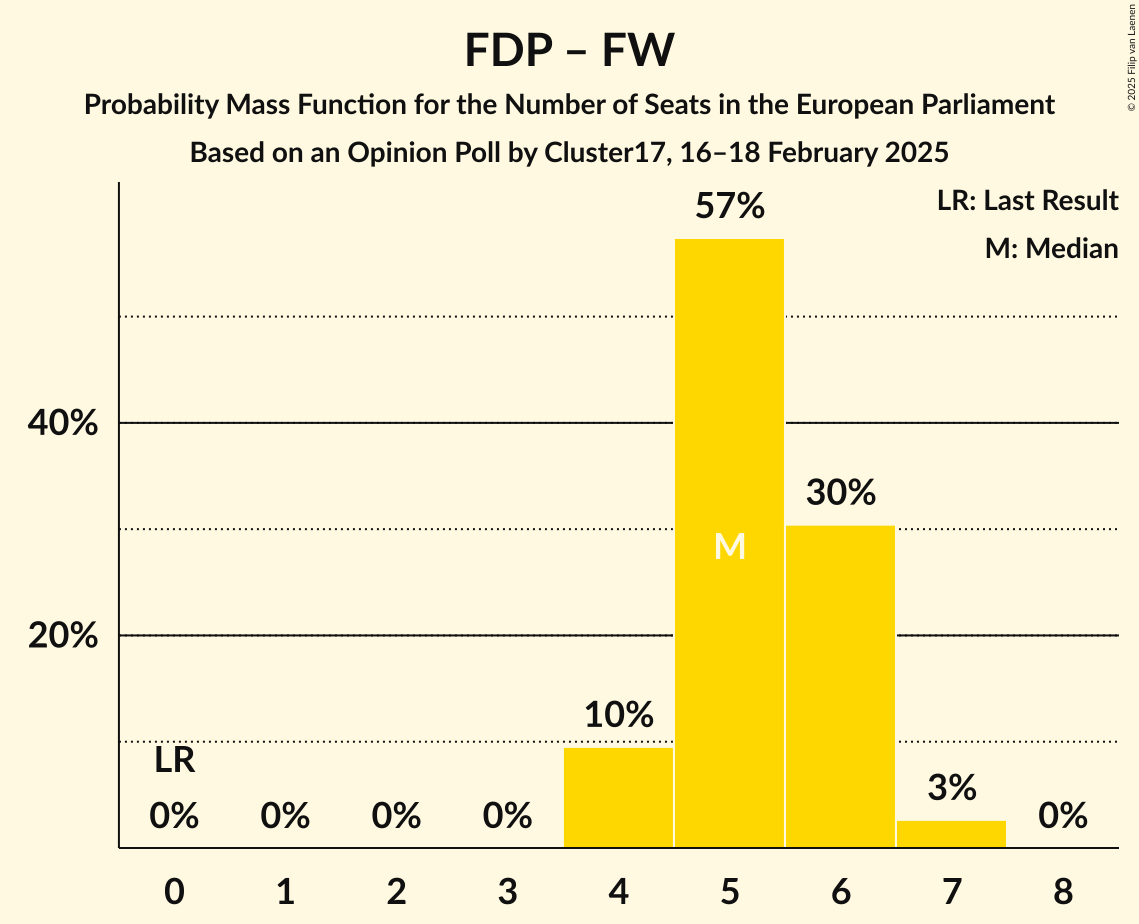 FDP – FW
Probability Mass Function for the Number of Seats in the European Parliament
Based on an Opinion Poll by Cluster17, 16–18 February 2025
© 2025 Filip van Laenen
LR: Last Result
M: Median
57%
40%
30%
M
20%
10%
LR
3%
0% 0% 0% 0% 0%
0 1 2 3 4 5 6 7 8